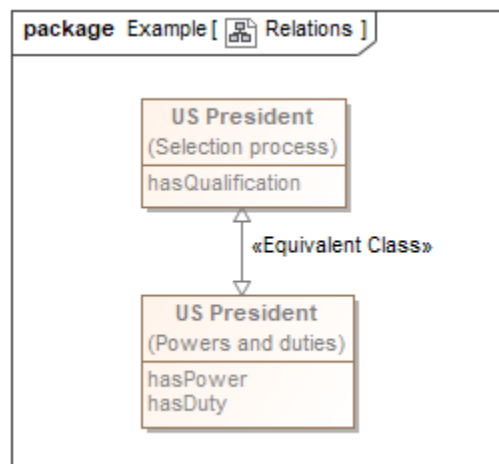 package Example [ Relations ]
US President
(Selection process)
hasQualification
«Equivalent Class»
US President
(Powers and duties)
hasPower
hasDuty